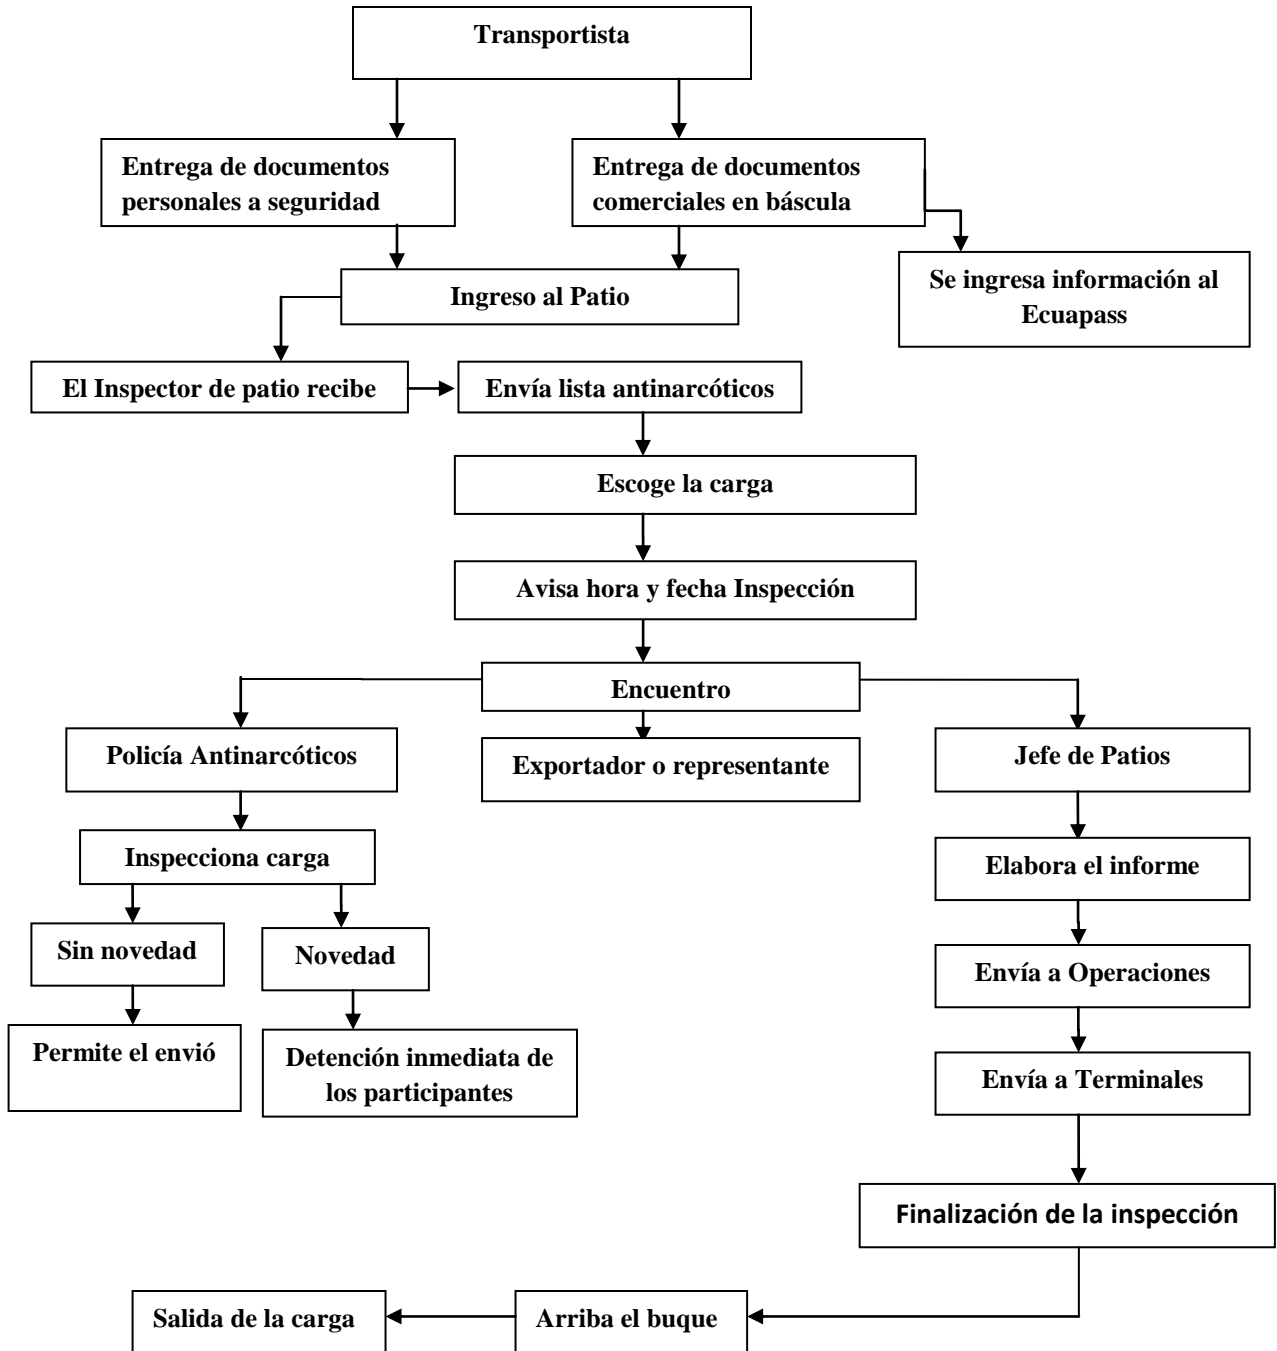 Transportista
Entrega de documentos
personales a seguridad
Entrega de documentos
comerciales en báscula
Se ingresa información al
Ecuapass
Ingreso al Patio
El Inspector de patio recibe
Envía lista antinarcóticos
Escoge la carga
Avisa hora y fecha Inspección
Encuentro
Policía Antinarcóticos
Exportador o representante
Jefe de Patios
Inspecciona carga
Elabora el informe
Sin novedad
Novedad
Envía a Operaciones
Permite el envió
Detención inmediata de
los participantes
Envía a Terminales
Finalización de la inspección
Salida de la carga
Arriba el buque